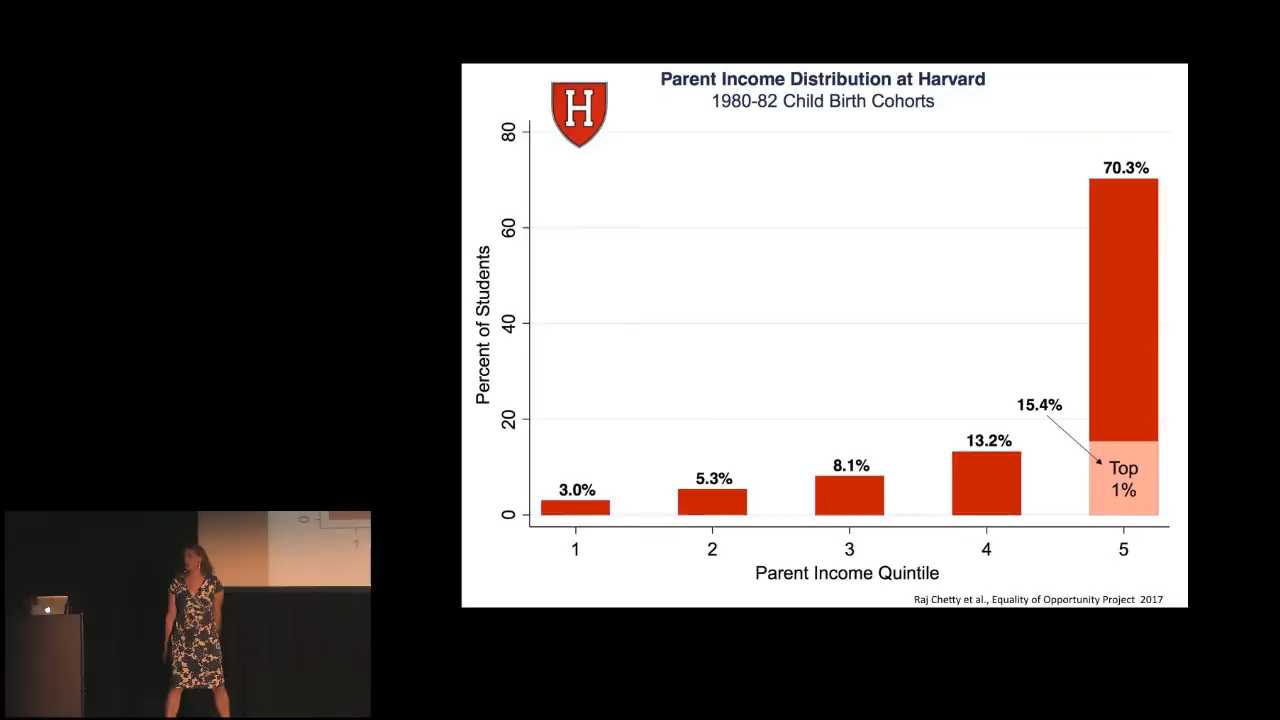 Parent Income Distribution at Harvard
1980-82 Child Birth Cohorts
H
Percent of Students
80
60
40
20
0
3.0%
5.3%
8.1%
13.2%
70.3%
15.4%
Top
1%
1
2
3
4
5
Parent Income Quintile
Raj Chetty et al., Equality of Opportunity Project 2017
0
1